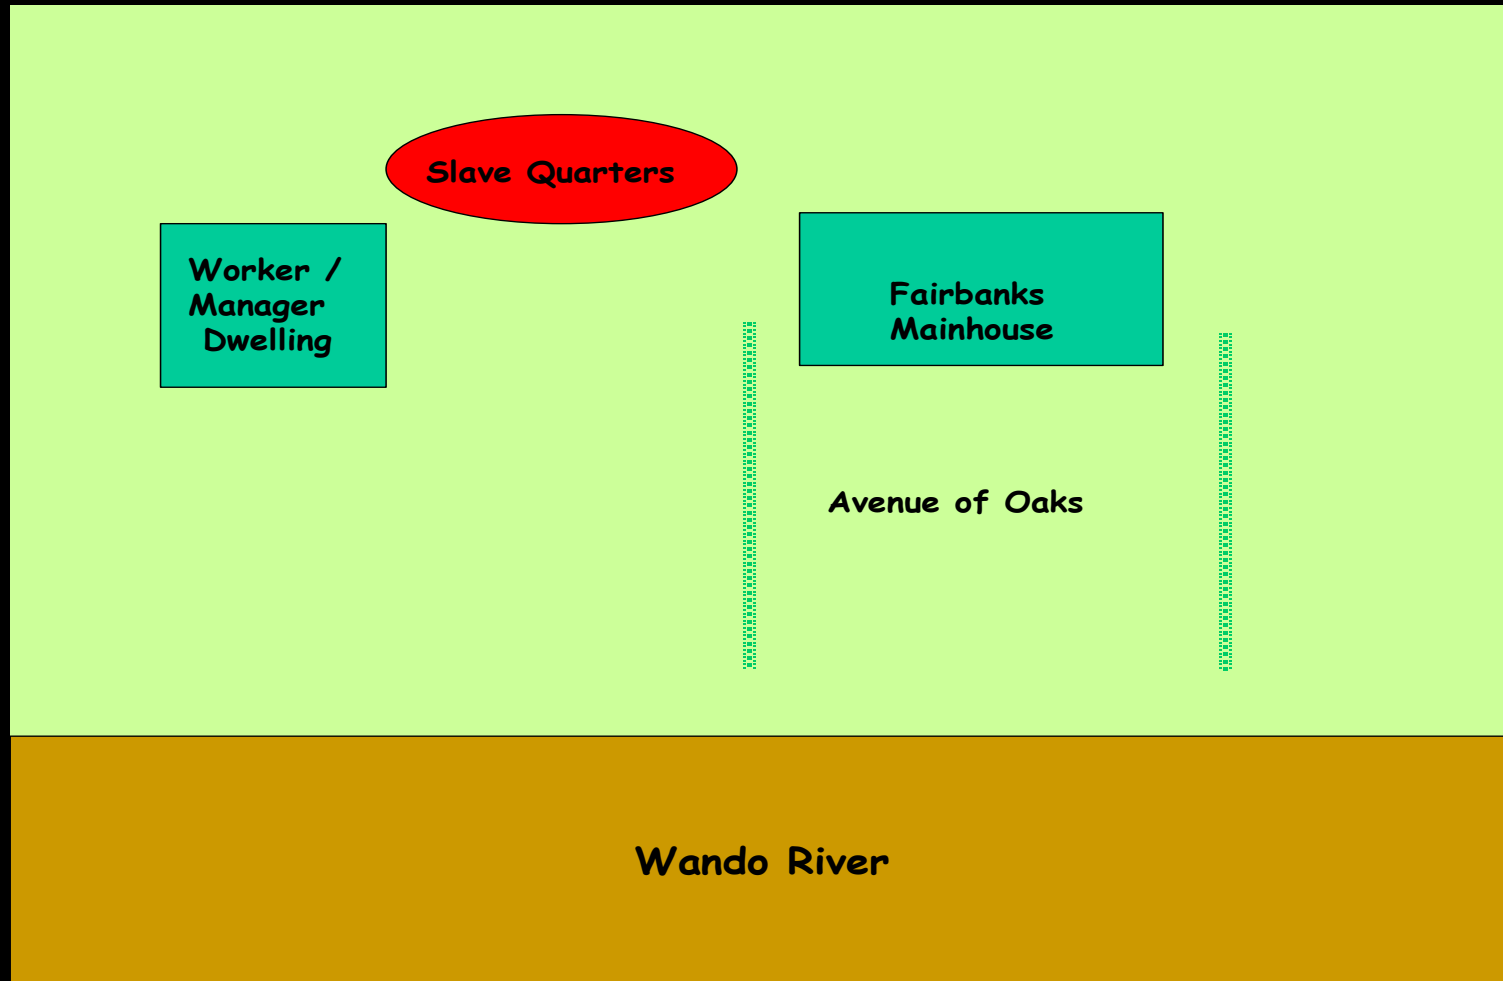 Slave Quarters
Worker /
Manager
Dwelling
Fairbanks
Mainhouse
Avenue of Oaks
Wando River